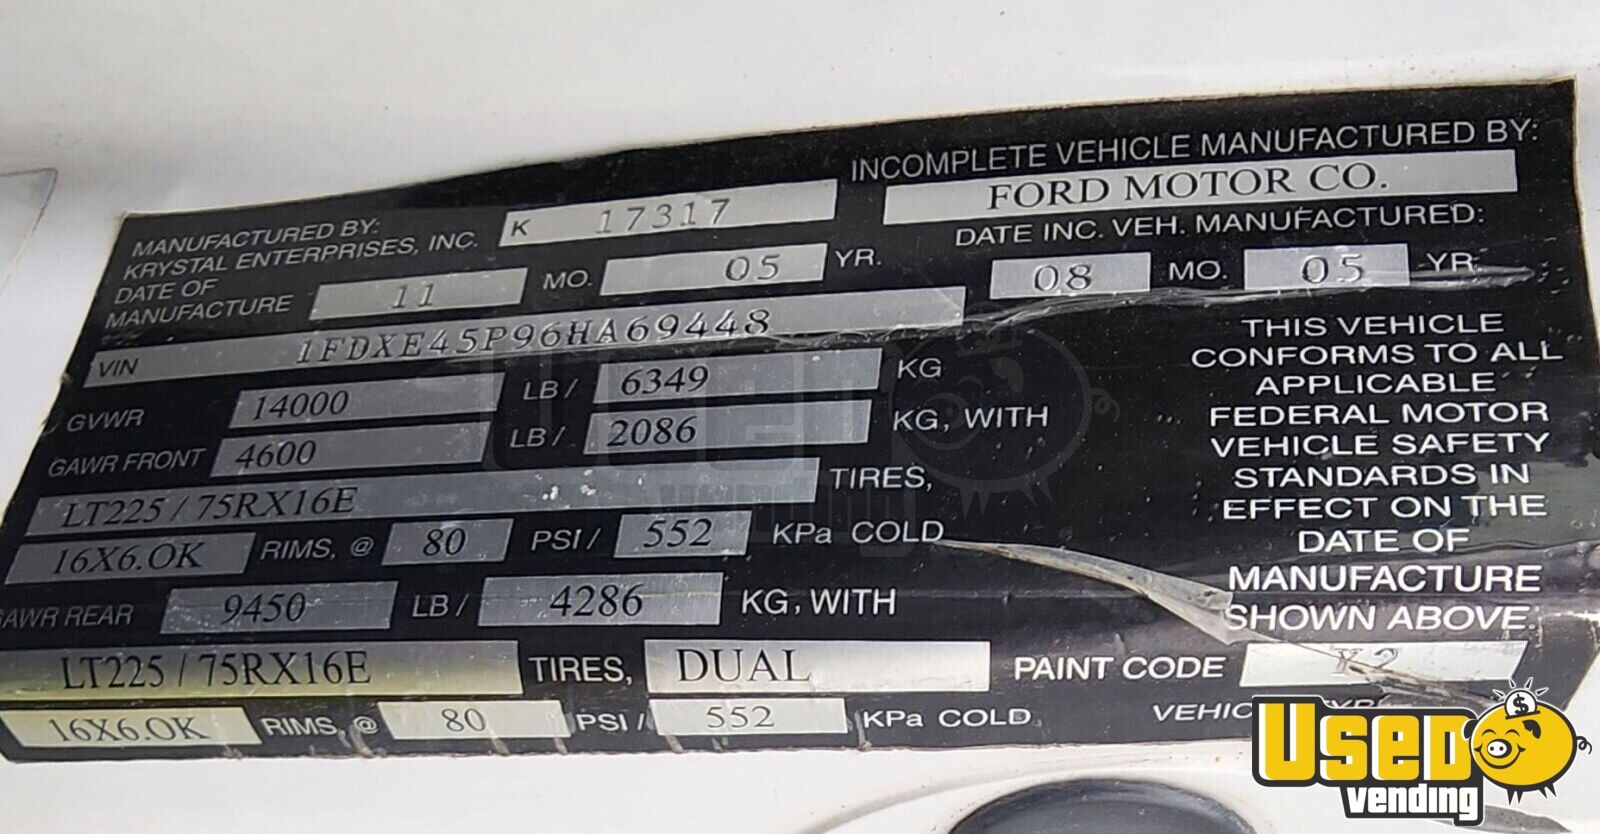 INCOMPLETE VEHICLE MANUFACTURED BY:
FORD MOTOR CO.
MANUFACTURED BY: K 17317
KRYSTAL ENTERPRISES, INC.
DATE INC. VEH. MANUFACTURED:
DATE OF
MANUFACTURE 11 MO. 05 YR. 08 MO. 05 YR.
VIN 1FDXE45P96HA69448
GVWR 14000 LB / 6349 KG
GAWR FRONT 4600 LB / 2086 KG, WITH
LT225 / 75RX16E TIRES,
16X6.OK RIMS, @ 80 PSI / 552 KPa COLD
GAWR REAR 9450 LB / 4286 KG, WITH
LT225 / 75RX16E TIRES, DUAL
16X6.OK RIMS, @ 80 PSI / 552 KPa COLD
THIS VEHICLE
CONFORMS TO ALL
APPLICABLE
FEDERAL MOTOR
VEHICLE SAFETY
STANDARDS IN
EFFECT ON THE
DATE OF
MANUFACTURE
SHOWN ABOVE.
PAINT CODE
Used
vending